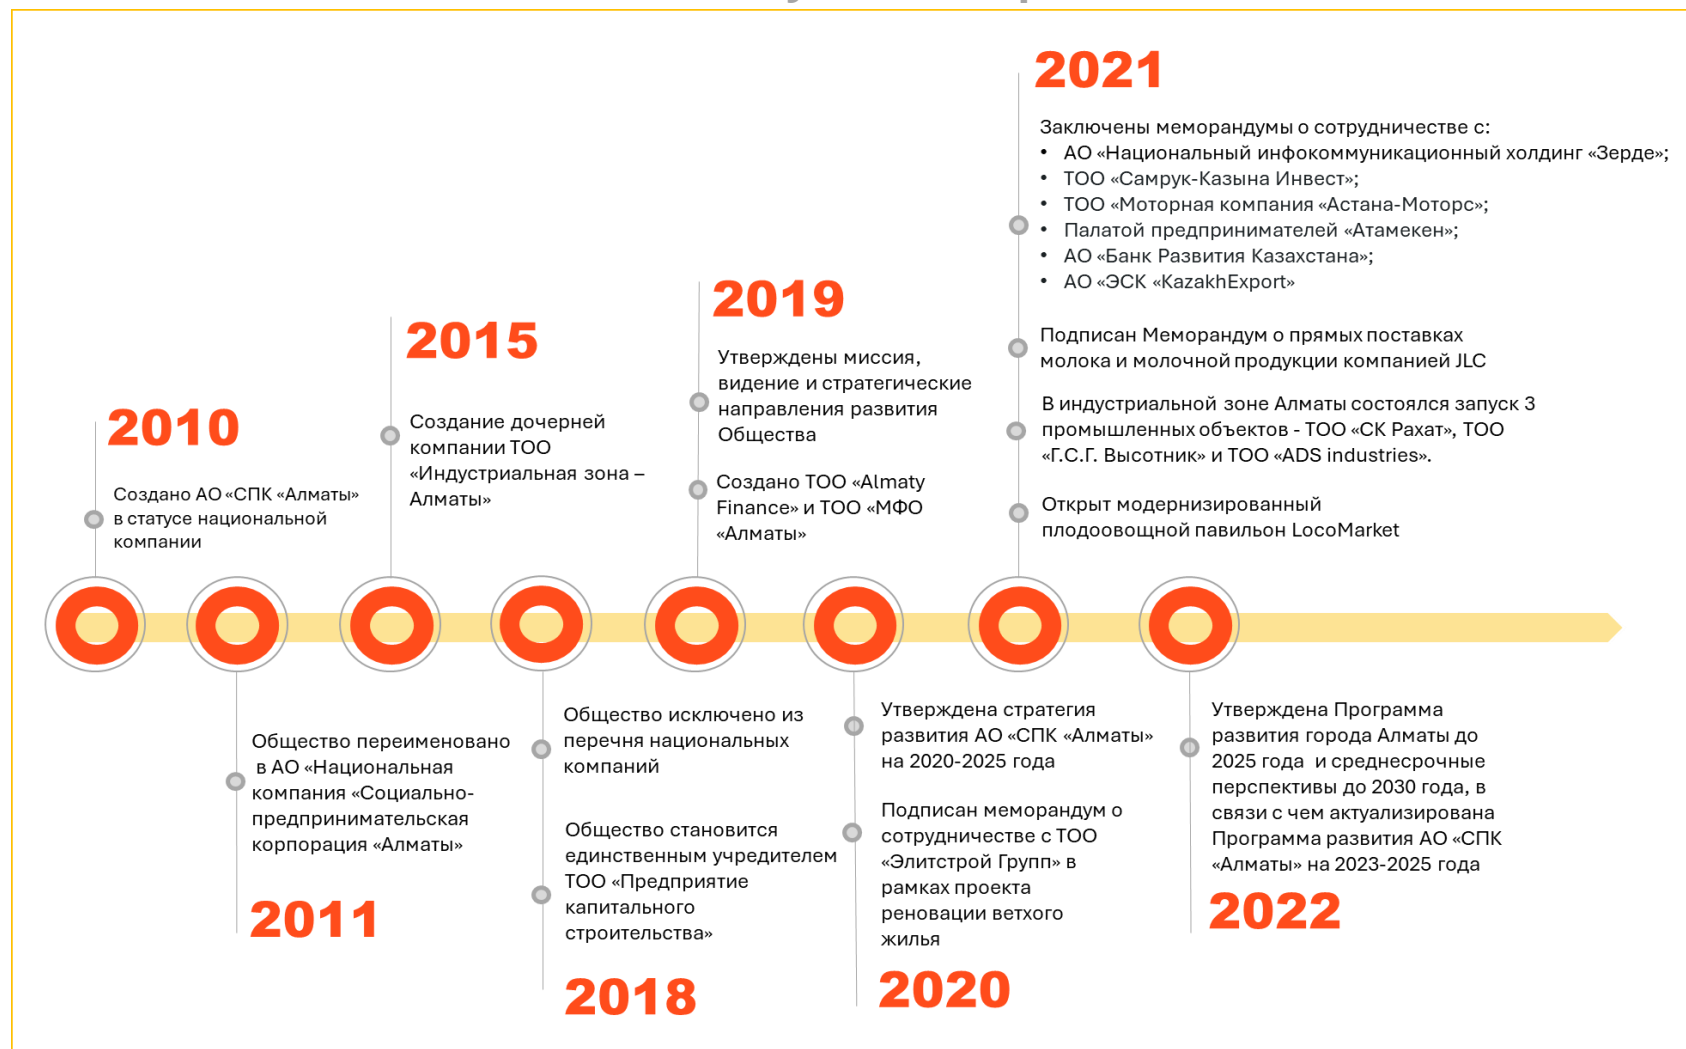 2010
Создано АО «СПК «Алматы»
в статусе национальной
компании
2011
Общество переименовано
в АО «Национальная
компания «Социально-
предпринимательская
корпорация «Алматы»
2015
Создание дочерней
компании ТОО
«Индустриальная зона –
Алматы»
2018
Общество исключено из
перечня национальных
компаний
Общество становится
единственным учредителем
ТОО «Предприятие
капитального
строительства»
2019
Утверждены миссия,
видение и стратегические
направления развития
Общества
Создано ТОО «Almaty
Finance» и ТОО «МФО
«Алматы»
2020
Утверждена стратегия
развития АО «СПК «Алматы»
на 2020-2025 года
Подписан меморандум о
сотрудничестве с ТОО
«Элитстрой Групп» в
рамках проекта
реновации ветхого
жилья
2021
Заключены меморандумы о сотрудничестве с:
• АО «Национальный инфокоммуникационный холдинг «Зерде»;
• ТОО «Самрук-Казына Инвест»;
• ТОО «Моторная компания «Астана-Моторс»;
• Палатой предпринимателей «Атамекен»;
• АО «Банк Развития Казахстана»;
• АО «ЭСК «KazakhExport»
Подписан Меморандум о прямых поставках
молока и молочной продукции компанией JLC
В индустриальной зоне Алматы состоялся запуск 3
промышленных объектов - ТОО «СК Рахат», ТОО
«Г.С.Г. Высотник» и ТОО «ADS industries».
Открыт модернизированный
плодоовощной павильон LocoMarket
2022
Утверждена Программа
развития города Алматы до
2025 года и среднесрочные
перспективы до 2030 года, в
связи с чем актуализирована
Программа развития АО «СПК
«Алматы» на 2023-2025 года